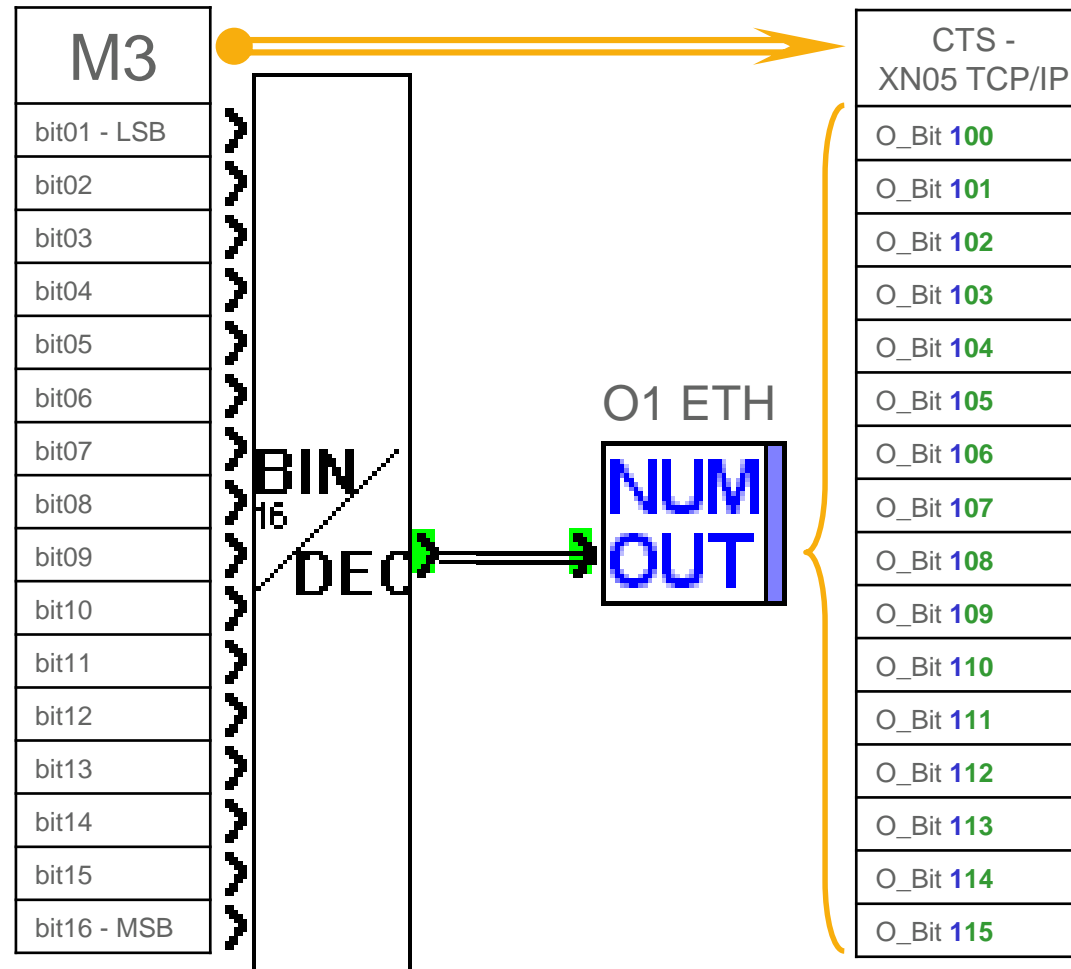 M3
bit01 - LSB
bit02
bit03
bit04
bit05
bit06
bit07
bit08
bit09
bit10
bit11
bit12
bit13
bit14
bit15
bit16 - MSB
BIN
16
DEC
O1 ETH
NUM
OUT
CTS -
XN05 TCP/IP
O_Bit 100
O_Bit 101
O_Bit 102
O_Bit 103
O_Bit 104
O_Bit 105
O_Bit 106
O_Bit 107
O_Bit 108
O_Bit 109
O_Bit 110
O_Bit 111
O_Bit 112
O_Bit 113
O_Bit 114
O_Bit 115